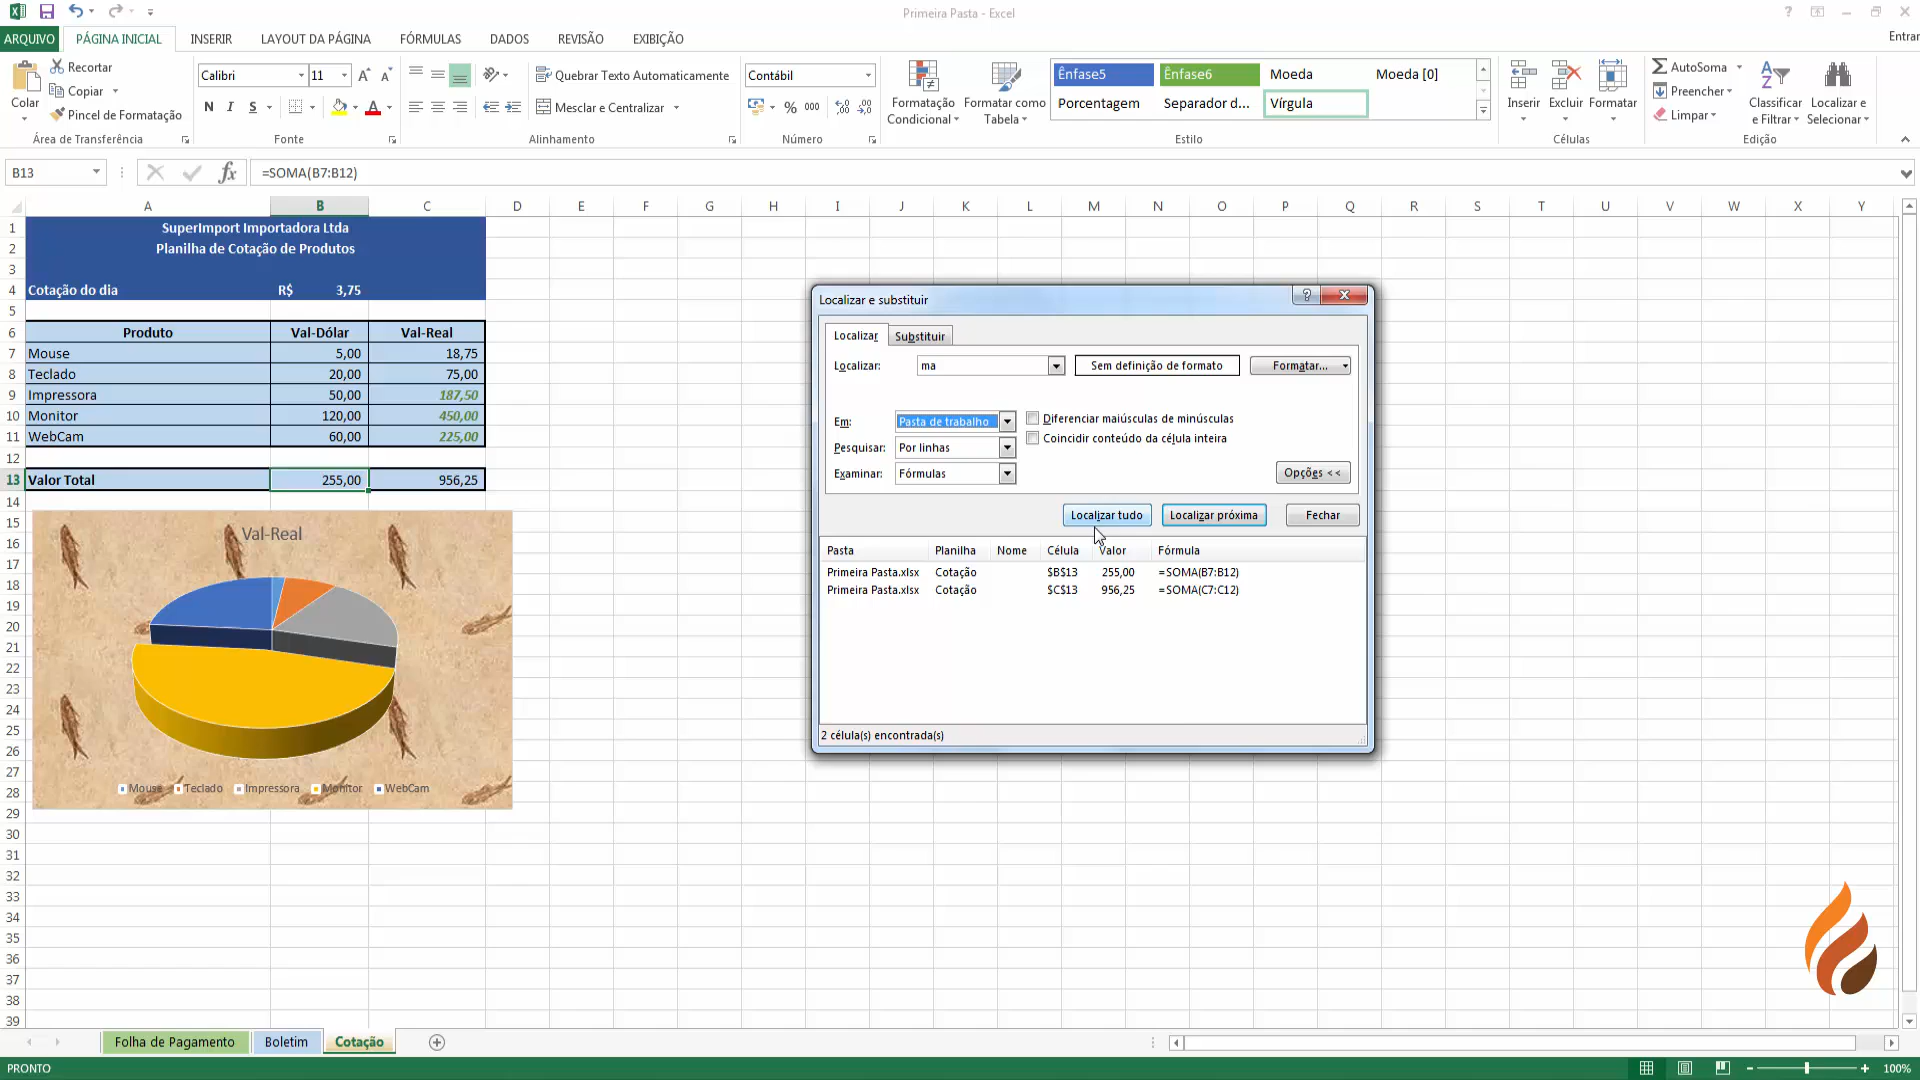 Primeira Pasta - Excel
ARQUIVO PÁGINA INICIAL INSERIR LAYOUT DA PÁGINA FÓRMULAS DADOS REVISÃO EXIBIÇÃO Entrar
Colar
Recortar
Copiar
Pincel de Formatação
Área de Transferência
Calibri 11
N I S
Fonte
Quebrar Texto Automaticamente
Mesclar e Centralizar
Alinhamento
Contábil
% 000
Número
Formatação Condicional
Formatar como Tabela
Ênfase5 Ênfase6 Moeda Moeda [0]
Porcentagem Separador d... Vírgula
Estilo
Inserir Excluir Formatar
Células
AutoSoma
Preencher
Limpar
Classificar e Filtrar
Localizar e Selecionar
Edição
B13 fx =SOMA(B7:B12)
A B C D E F G H I J K L M N O P Q R S T U V W X Y
1 SuperImport Importadora Ltda
2 Planilha de Cotação de Produtos
3
4 Cotação do dia R$ 3,75
5
6 Produto Val-Dólar Val-Real
7 Mouse 5,00 18,75
8 Teclado 20,00 75,00
9 Impressora 50,00 187,50
10 Monitor 120,00 450,00
11 WebCam 60,00 225,00
12
13 Valor Total 255,00 956,25
14
15
16
17
18
19
20
21
22
23
24
25
26
27
28
29
30
31
32
33
34
35
36
37
38
39
Val-Real
Mouse Teclado Impressora Monitor WebCam
Localizar e substituir
Localizar Substituir
Localizar: ma Sem definição de formato Formatar...
Em: Pasta de trabalho Diferenciar maiúsculas de minúsculas
Pesquisar: Por linhas Coincidir conteúdo da célula inteira
Examinar: Fórmulas Opções <<
Localizar tudo Localizar próxima Fechar
Pasta Planilha Nome Célula Valor Fórmula
Primeira Pasta.xlsx Cotação $B$13 255,00 =SOMA(B7:B12)
Primeira Pasta.xlsx Cotação $C$13 956,25 =SOMA(C7:C12)
2 célula(s) encontrada(s)
Folha de Pagamento Boletim Cotação
PRONTO 100%